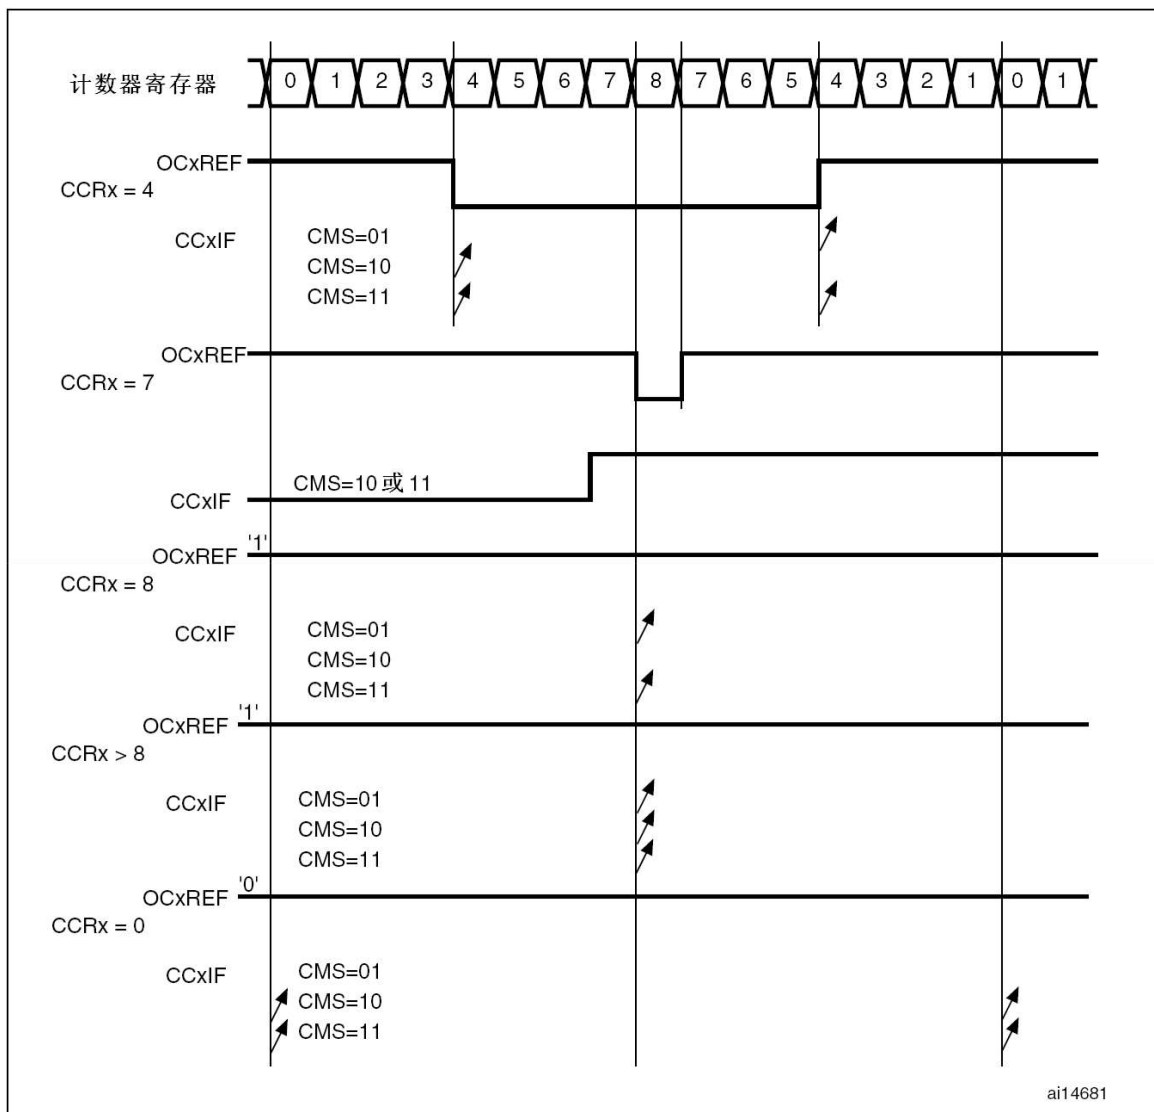 计数器寄存器 0 1 2 3 4 5 6 7 8 7 6 5 4 3 2 1 0 1
OCxREF
CCRx = 4
CCxIF CMS=01
CMS=10
CMS=11
OCxREF
CCRx = 7
CMS=10 或 11
CCxIF
OCxREF '1'
CCRx = 8
CCxIF CMS=01
CMS=10
CMS=11
OCxREF '1'
CCRx > 8
CCxIF CMS=01
CMS=10
CMS=11
OCxREF '0'
CCRx = 0
CCxIF CMS=01
CMS=10
CMS=11
ai14681